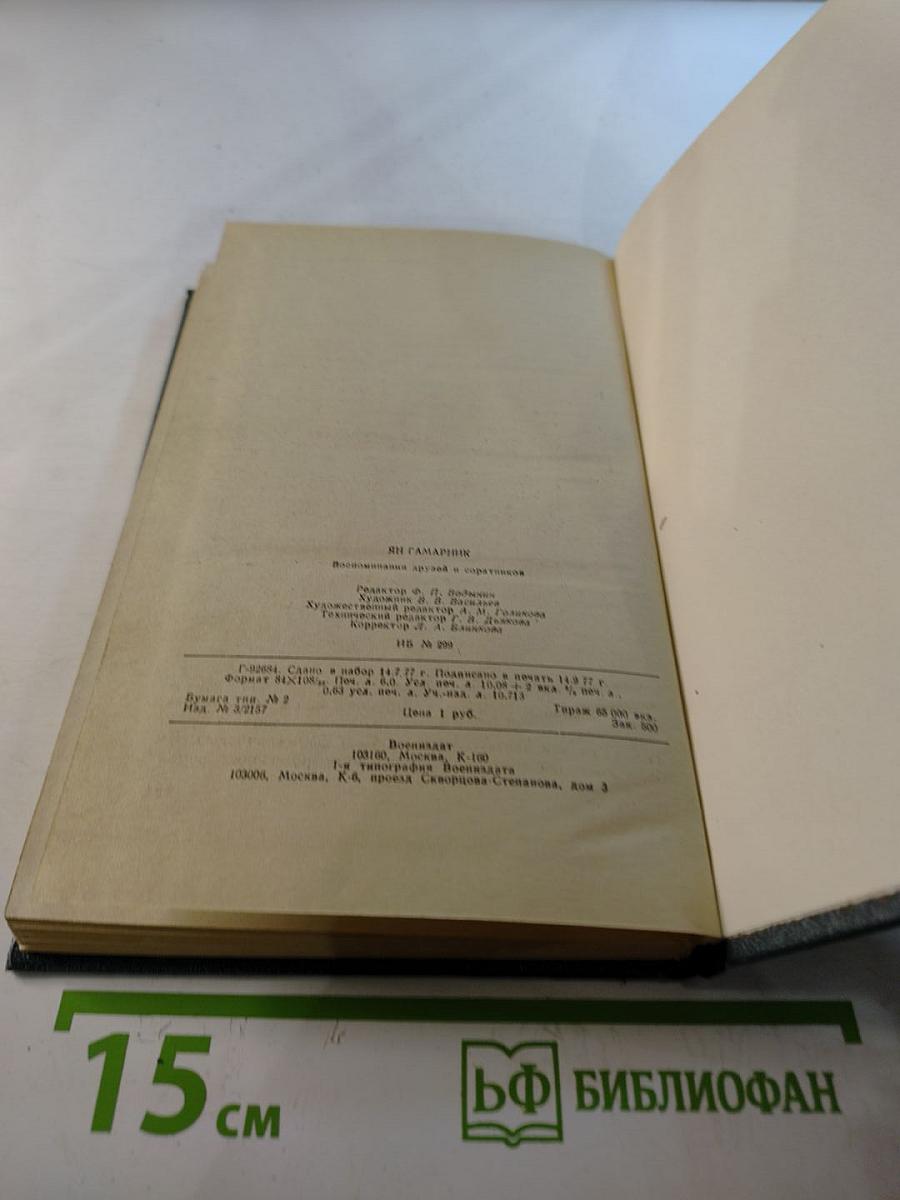 ЯН ГАМАРНИК
Воспоминания друзей и соратников
Редактор Ф. П. Водынин
Художник В. В. Васильев
Художественный редактор А. М. Голикова
Технический редактор Г. В. Дьякова
Корректор Л. А. Блинкова
ИБ № 299
Г-92684. Сдано в набор 14.7.77 г. Подписано в печать 14.9 77 г.
Формат 84×108/32. Печ. л. 6,0. Усл. печ. л. 10,08 + 2 вкл. печ. л.,
0,63 усл. печ. л. Уч.-изд. л. 10,713
Бумага тип. № 2 Тираж 65 000 экз.
Изд. № 3/2157 Цена 1 руб. Зак. 500
Воениздат
103160, Москва, К-160
1-я типография Воениздата
103006, Москва, К-6, проезд Скворцова-Степанова, дом 3
15 см
ЬФ БИБЛИОФАН